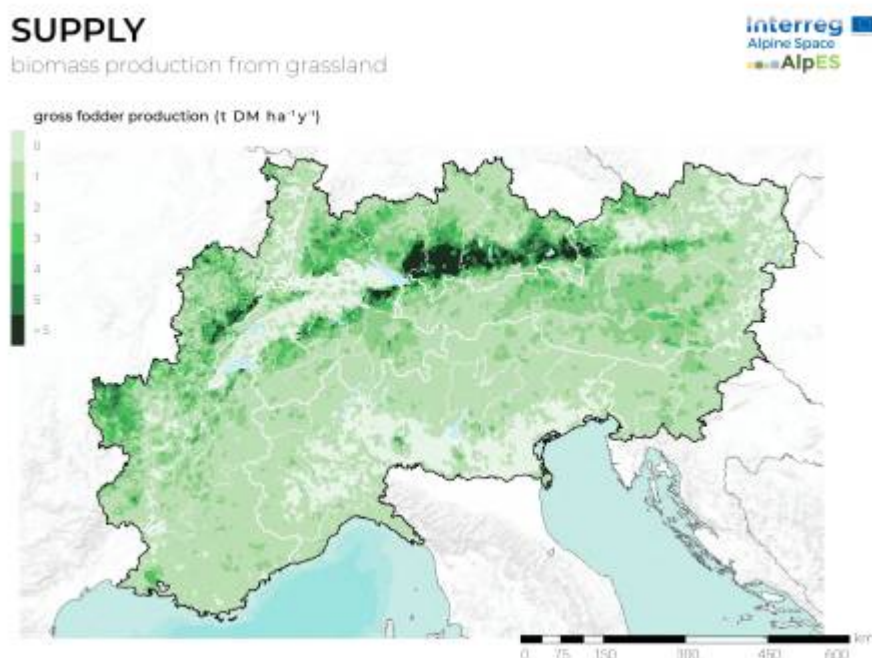 SUPPLY
biomass production from grassland
Interreg
Alpine Space
AlpES
gross fodder production (t DM ha⁻¹y⁻¹)
0
1
2
3
4
5
>5
km
0 75 150 300 450 600